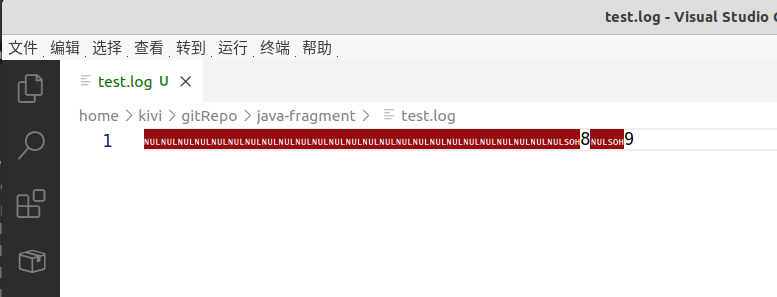 test.log - Visual Studio C
文件 编辑 选择 查看 转到 运行 终端 帮助
test.log U
home > kivi > gitRepo > java-fragment > test.log
1 NULNULNULNULNULNULNULNULNULNULNULNULNULNULNULNULNULNULNULNULNULNULNULNULNULSOH8NULSOH9